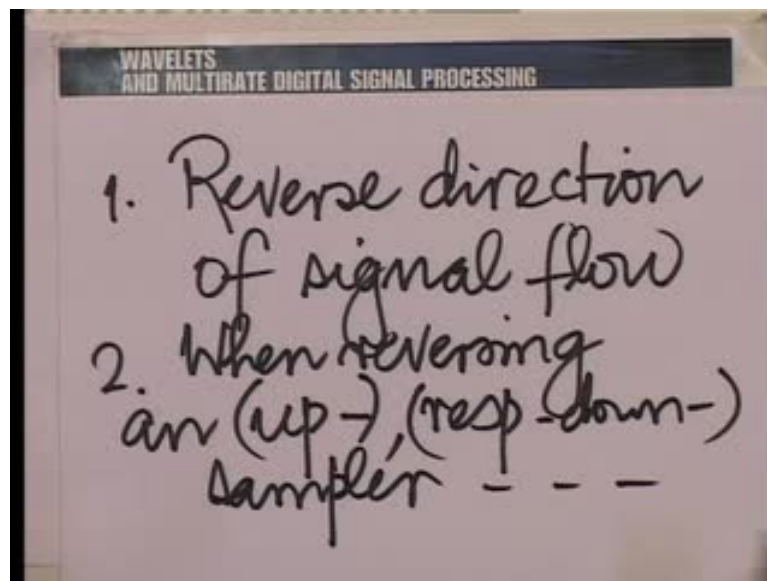 WAVELETS
AND MULTIRATE DIGITAL SIGNAL PROCESSING
1. Reverse direction
of signal flow
2. When reversing
an (up-), (resp-down-)
sampler - - -